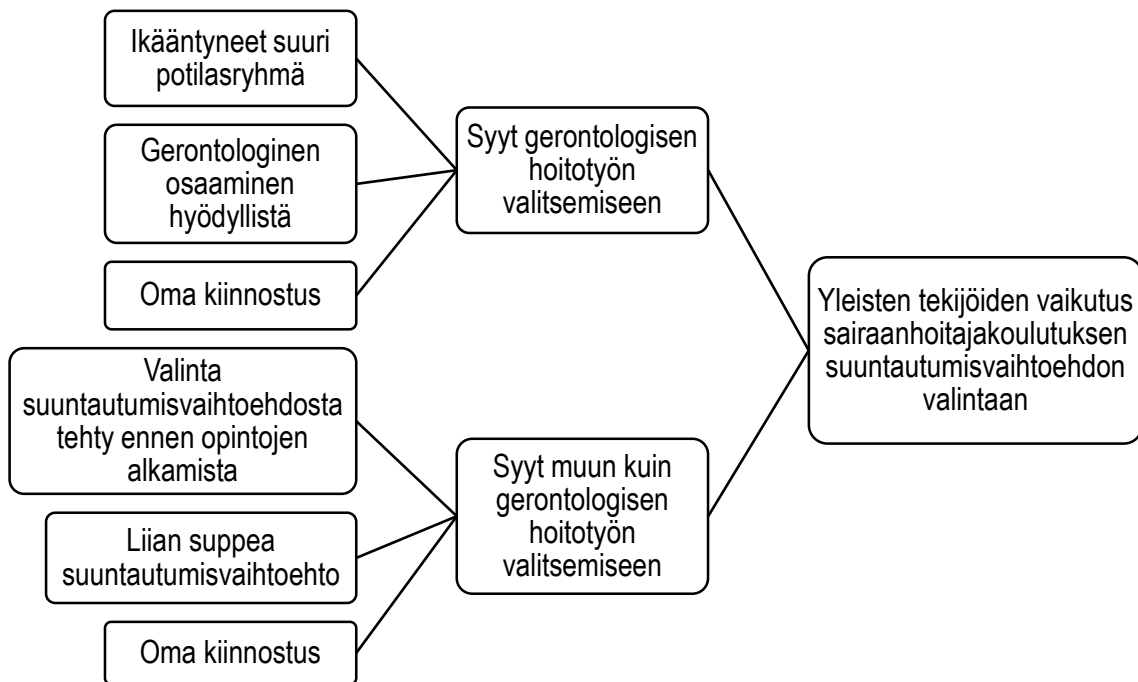 Ikääntyneet suuri
potilasryhmä
Gerontologinen
osaaminen
hyödyllistä
Oma kiinnostus
Valinta
suuntautumisvaihtoehdosta
tehty ennen opintojen
alkamista
Liian suppea
suuntautumisvaihtoehto
Oma kiinnostus
Syyt gerontologisen
hoitotyön
valitsemiseen
Syyt muun kuin
gerontologisen
hoitotyön
valitsemiseen
Yleisten tekijöiden vaikutus
sairaanhoitajakoulutuksen
suuntautumisvaihtoehdon
valintaan